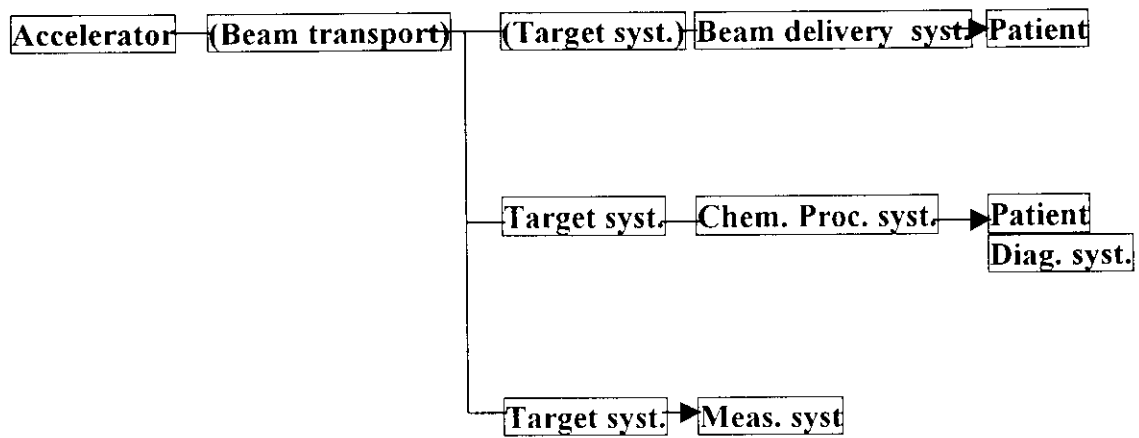 Accelerator (Beam transport) (Target syst.) Beam delivery syst. Patient
Target syst. Chem. Proc. syst. Patient
Diag. syst.
Target syst. Meas. syst